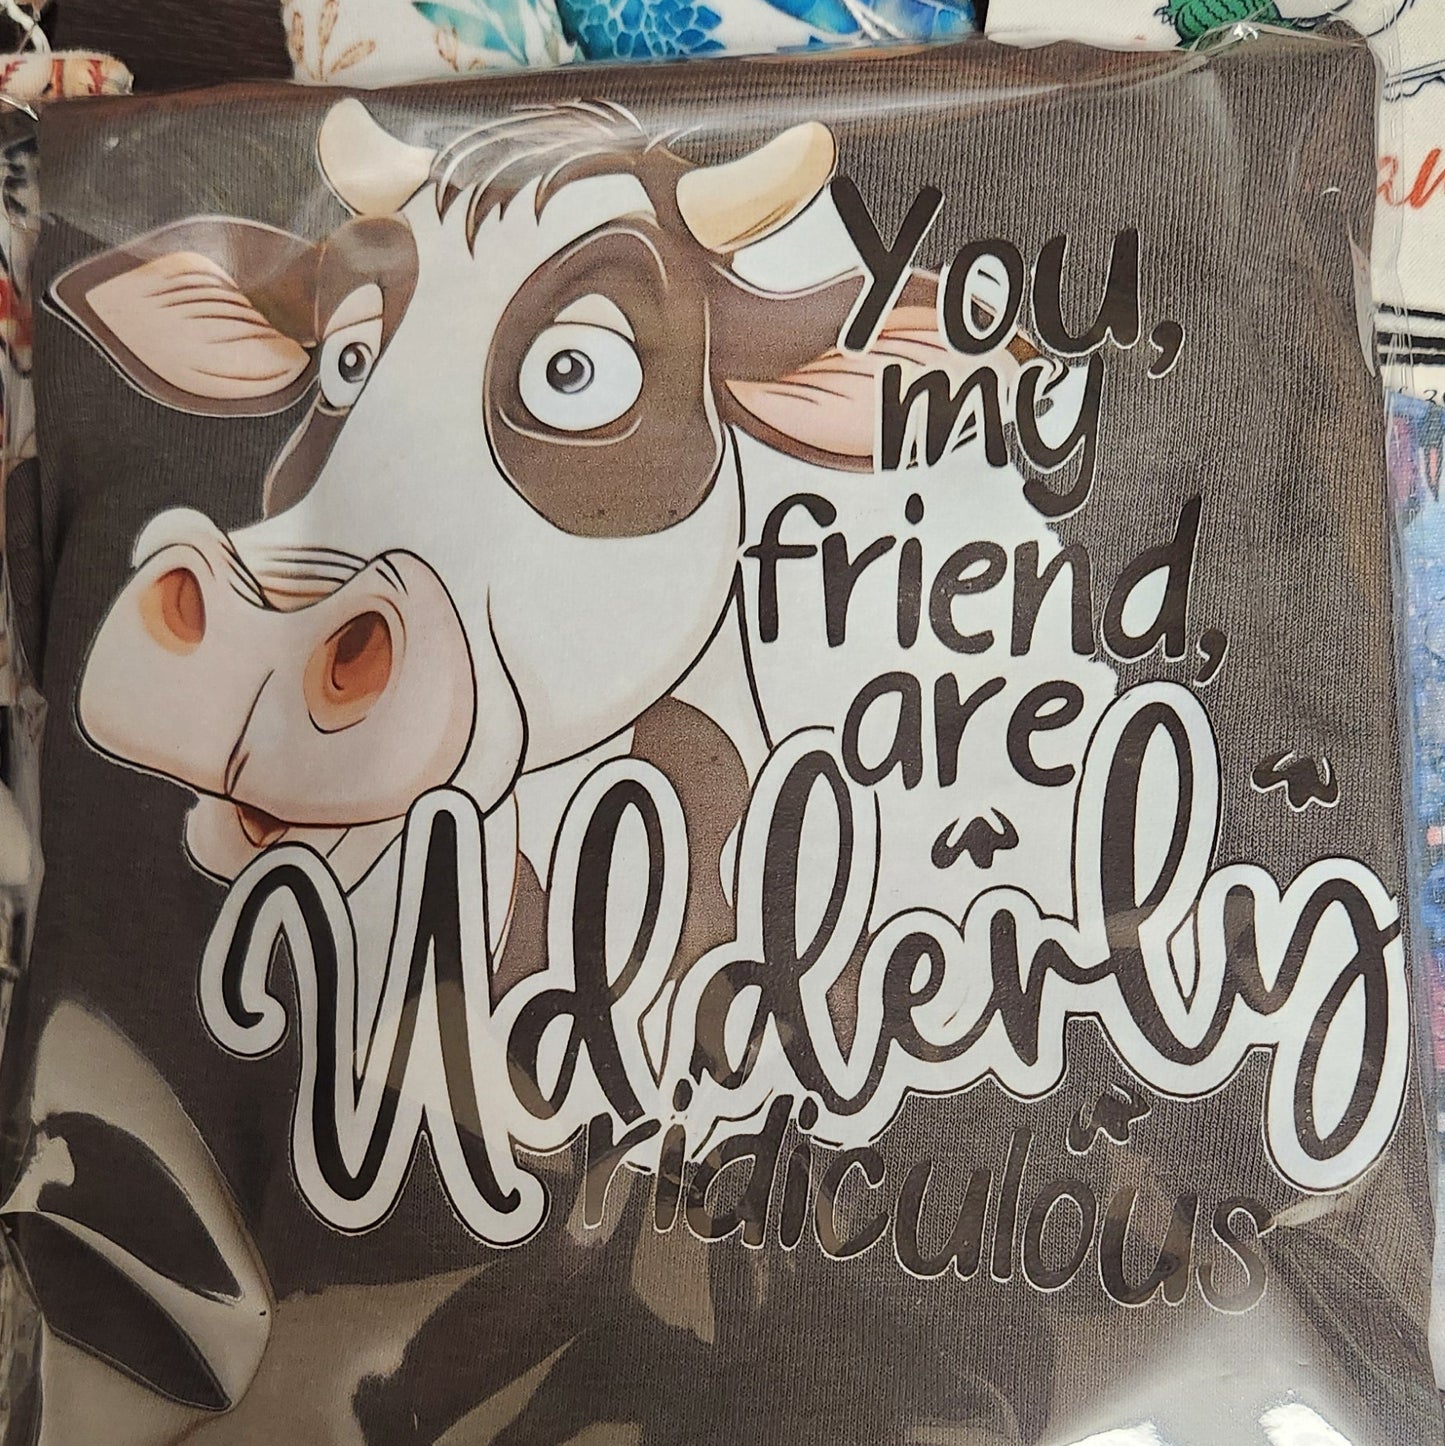 You,
my
friend,
are
Udderly
ridiculous